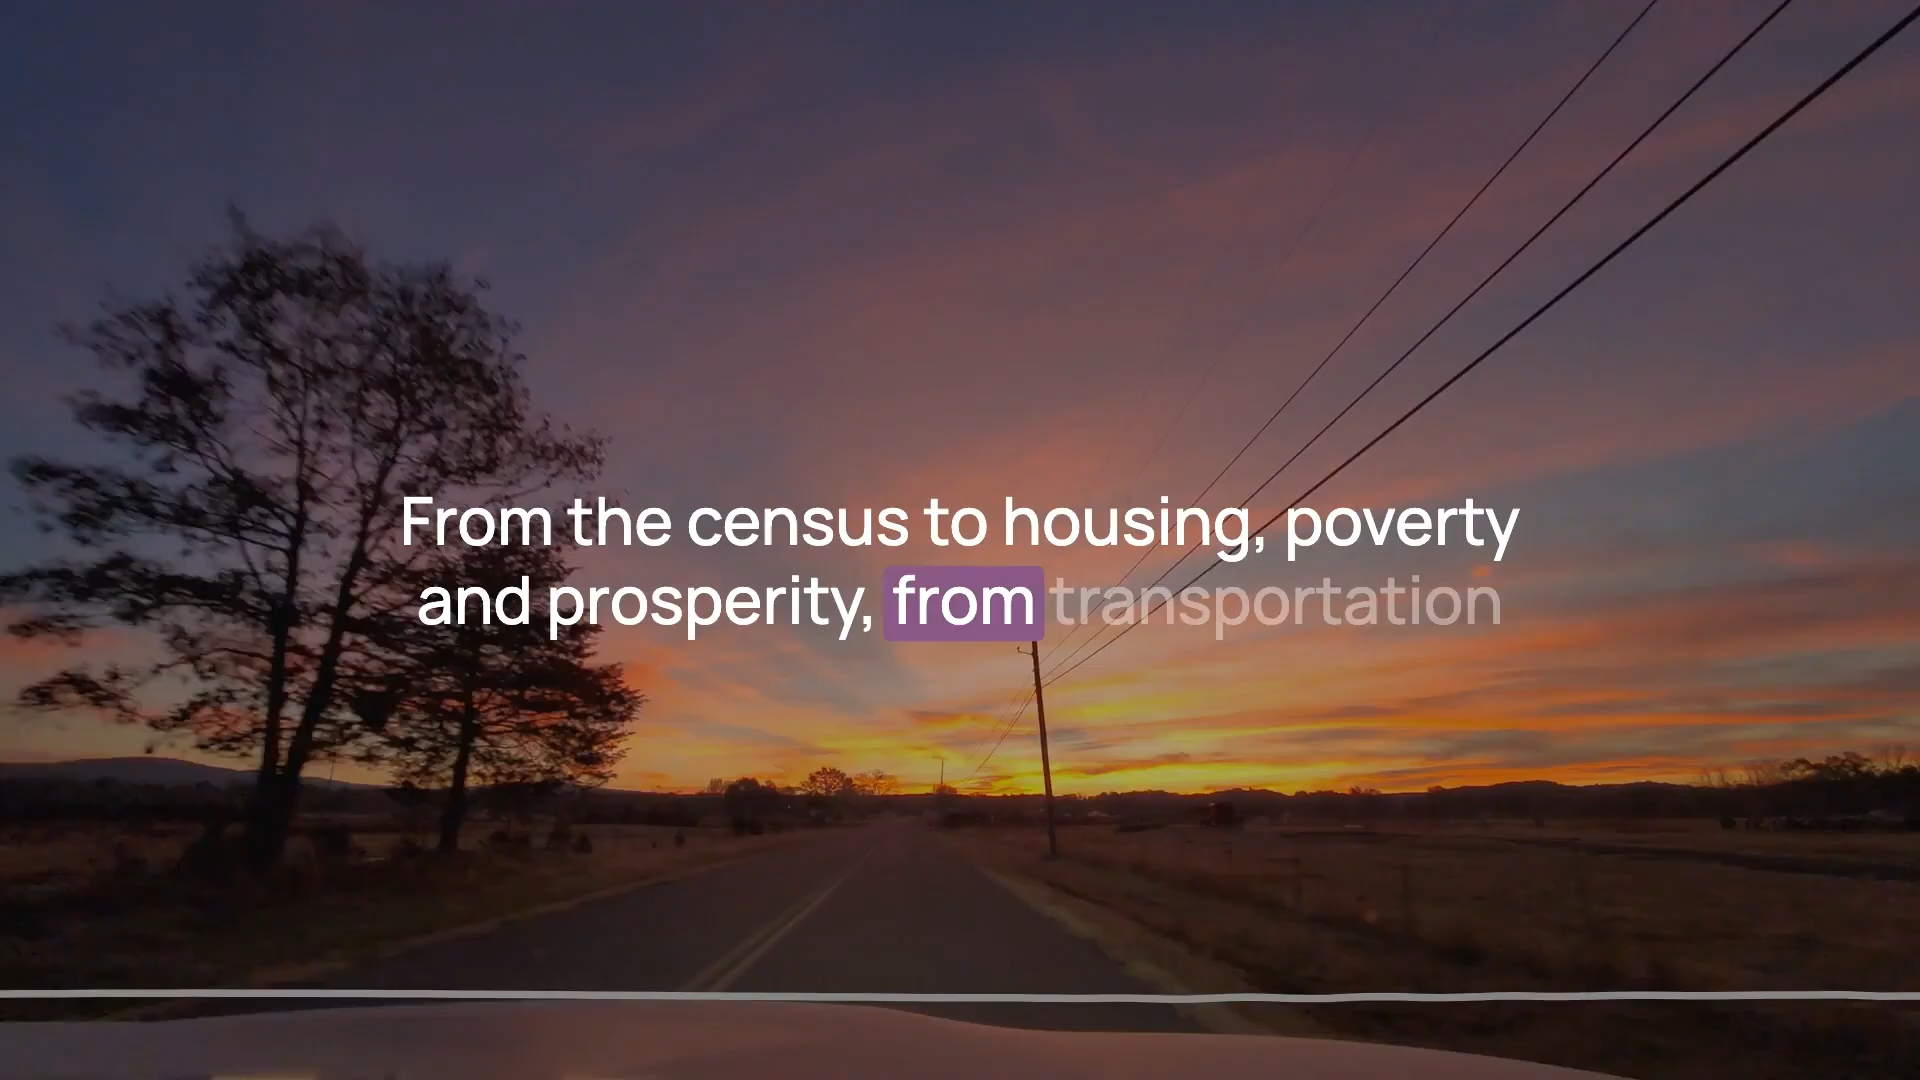 From the census to housing, poverty
and prosperity, from transportation